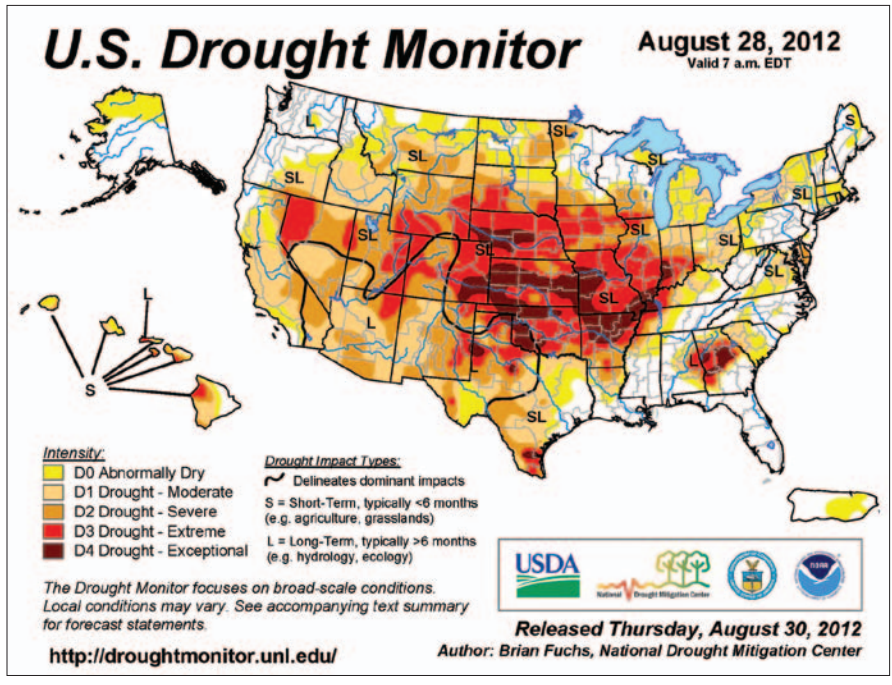 U.S. Drought Monitor
August 28, 2012
Valid 7 a.m. EDT
L
SL
SL
SL
SL
S
SL
SL
SL
SL
SL
SL
SL
L
L
L
SL
L
S
Intensity:
D0 Abnormally Dry
D1 Drought - Moderate
D2 Drought - Severe
D3 Drought - Extreme
D4 Drought - Exceptional
Drought Impact Types:
Delineates dominant impacts
S = Short-Term, typically <6 months
(e.g. agriculture, grasslands)
L = Long-Term, typically >6 months
(e.g. hydrology, ecology)
The Drought Monitor focuses on broad-scale conditions.
Local conditions may vary. See accompanying text summary
for forecast statements.
http://droughtmonitor.unl.edu/
USDA
National Drought Mitigation Center
NOAA
Released Thursday, August 30, 2012
Author: Brian Fuchs, National Drought Mitigation Center